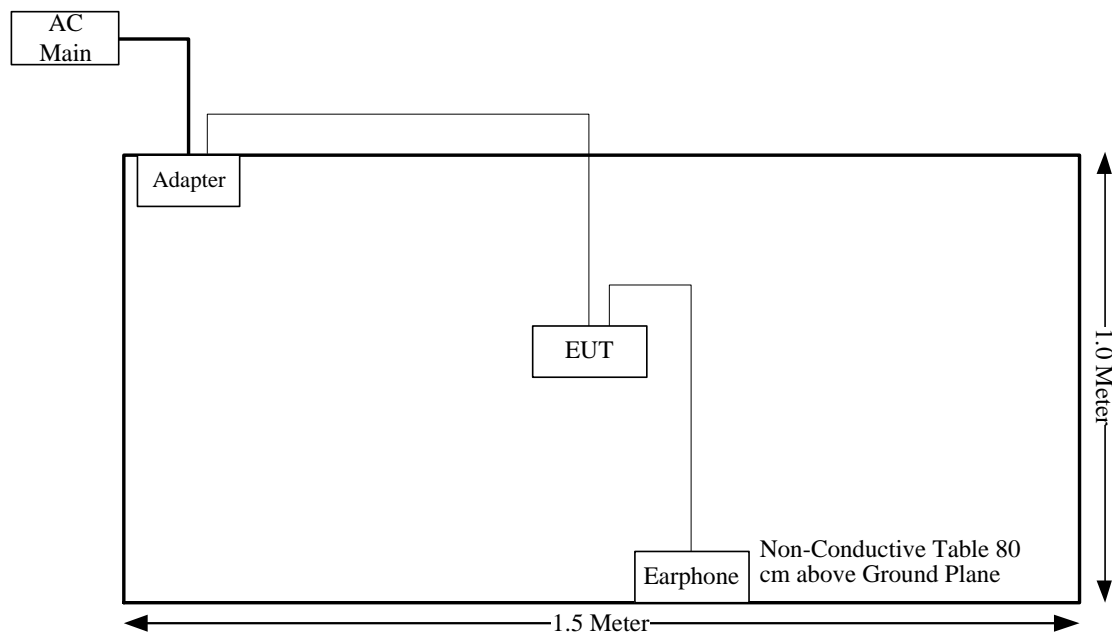 AC
Main
Adapter
EUT
1.0 Meter
Non-Conductive Table 80
cm above Ground Plane
Earphone
1.5 Meter